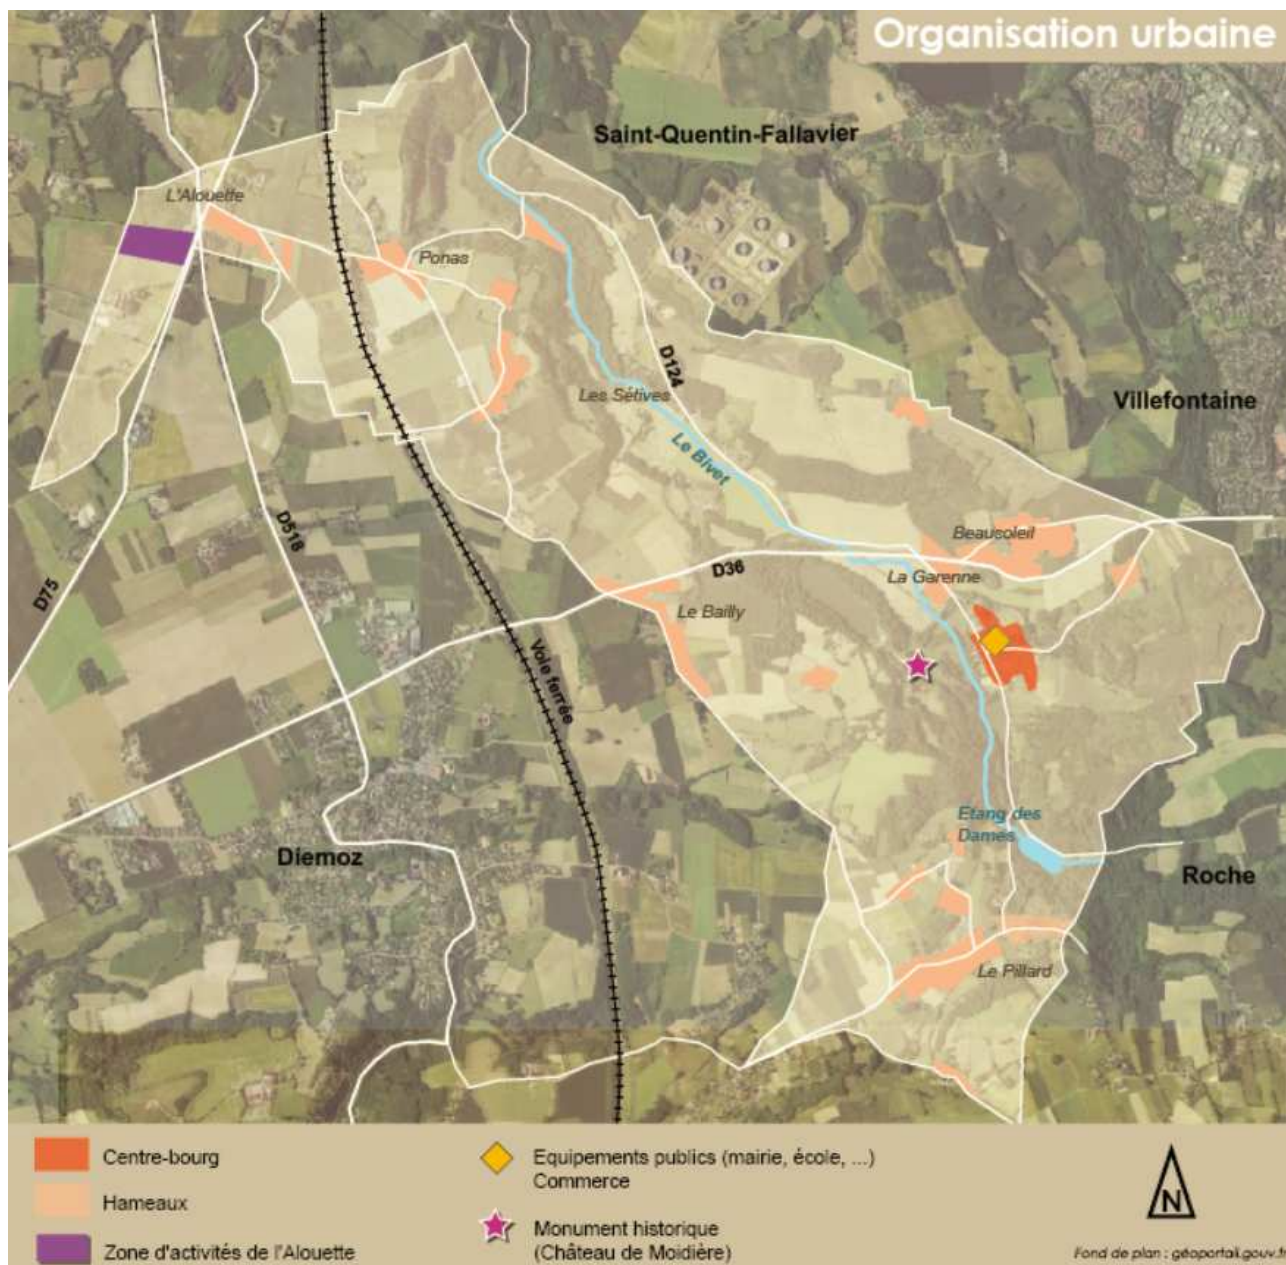 Organisation urbaine
Saint-Quentin-Fallavier
L'Alouette
Ponas
D124
Les Sétives
Villefontaine
Le Bivet
D518
Beausoleil
D75
D36
La Garenne
Le Bailly
Voie ferrée
Etang des
Dames
Diemoz
Roche
Le Pillard
Centre-bourg
Hameaux
Zone d'activités de l'Alouette
Equipements publics (mairie, école, ...)
Commerce
Monument historique
(Château de Moidière)
N
Fond de plan : géoportail.gouv.fr